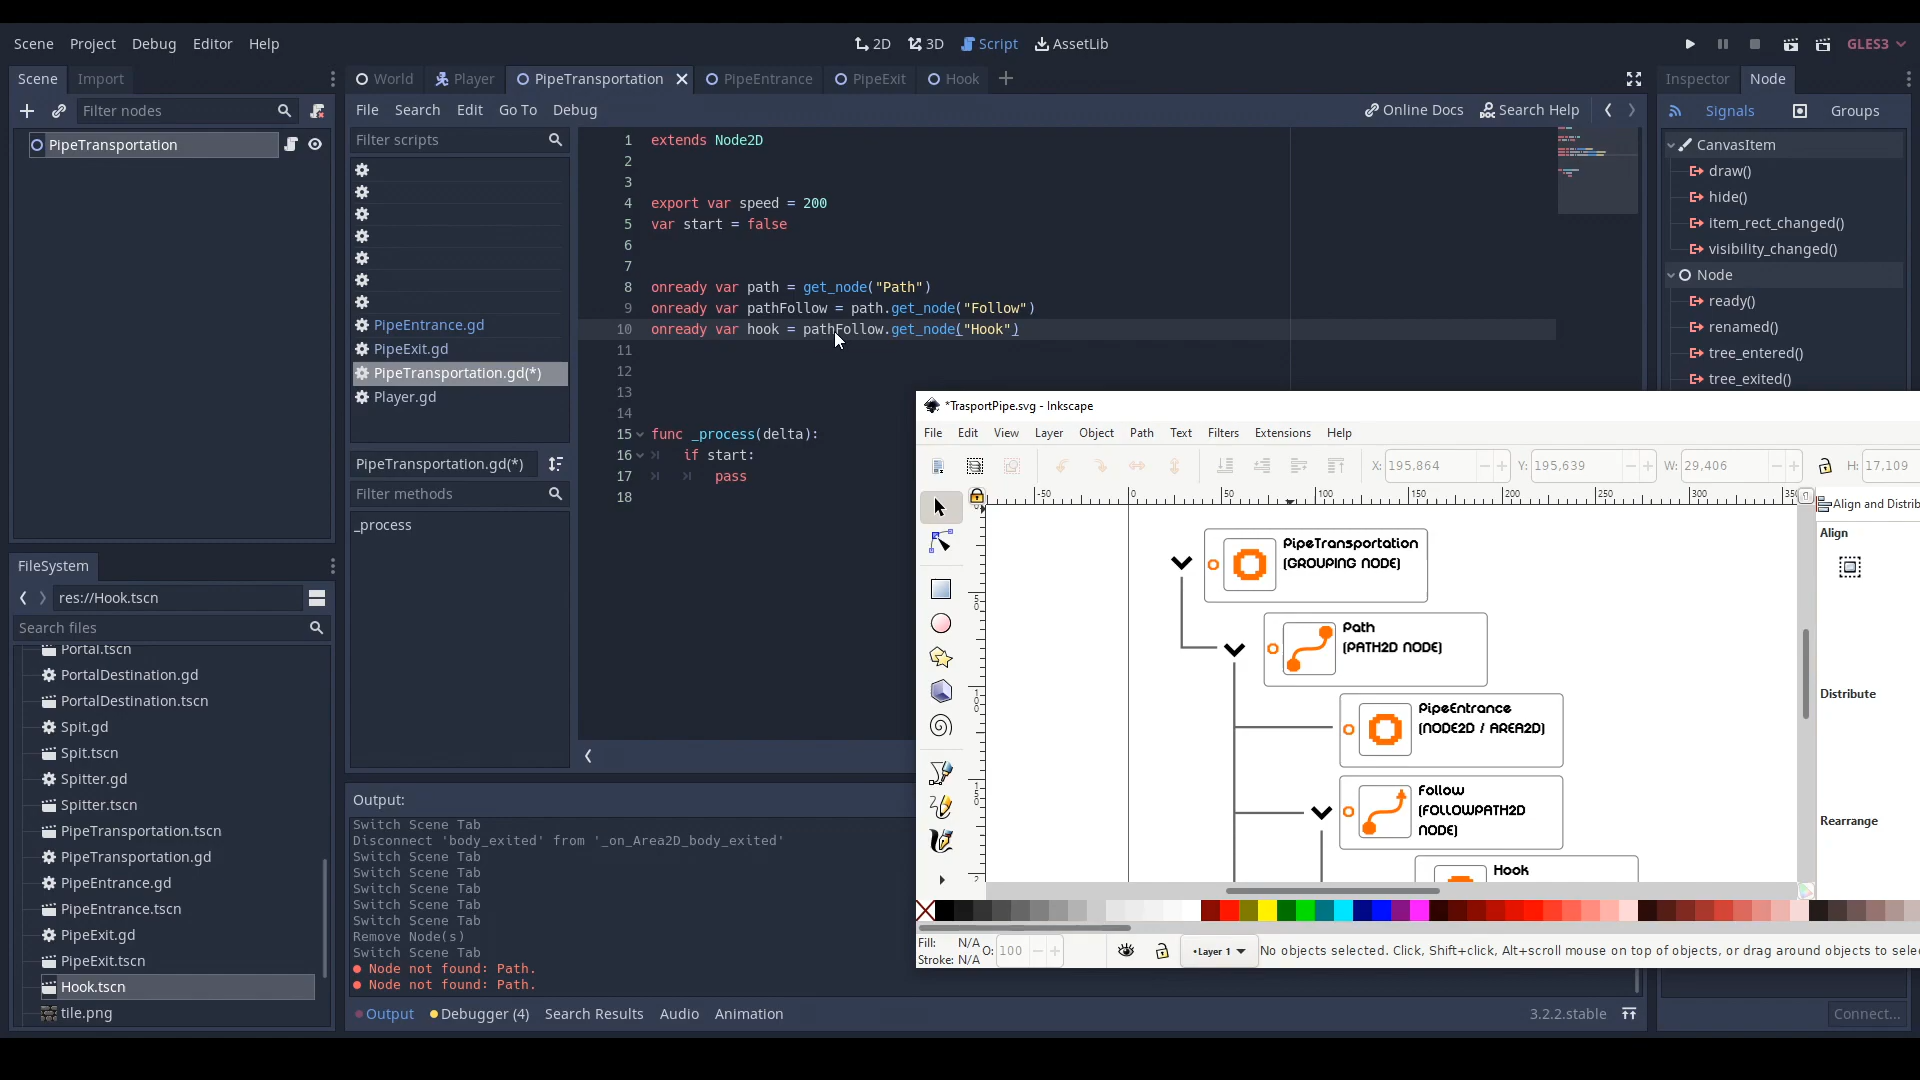 Scene Project Debug Editor Help
2D 3D Script AssetLib
GLES3
Scene Import
World Player PipeTransportation PipeEntrance PipeExit Hook
Inspector Node
Filter nodes
File Search Edit Go To Debug
Online Docs Search Help
Signals Groups
PipeTransportation
Filter scripts
PipeEntrance.gd
PipeExit.gd
PipeTransportation.gd(*)
Player.gd
PipeTransportation.gd(*)
Filter methods
_process
1 extends Node2D
2
3
4 export var speed = 200
5 var start = false
6
7
8 onready var path = get_node("Path")
9 onready var pathFollow = path.get_node("Follow")
10 onready var hook = pathFollow.get_node("Hook")
11
12
13
14
15 func _process(delta):
16 if start:
17 pass
18
CanvasItem
draw()
hide()
item_rect_changed()
visibility_changed()
Node
ready()
renamed()
tree_entered()
tree_exited()
Connect...
FileSystem
res://Hook.tscn
Search files
Portal.tscn
PortalDestination.gd
PortalDestination.tscn
Spit.gd
Spit.tscn
Spitter.gd
Spitter.tscn
PipeTransportation.tscn
PipeTransportation.gd
PipeEntrance.gd
PipeEntrance.tscn
PipeExit.gd
PipeExit.tscn
Hook.tscn
tile.png
Output:
Switch Scene Tab
Disconnect 'body_exited' from '_on_Area2D_body_exited'
Switch Scene Tab
Switch Scene Tab
Switch Scene Tab
Switch Scene Tab
Switch Scene Tab
Remove Node(s)
Switch Scene Tab
Node not found: Path.
Node not found: Path.
Output Debugger (4) Search Results Audio Animation
3.2.2.stable
*TrasportPipe.svg - Inkscape
File Edit View Layer Object Path Text Filters Extensions Help
X: 195,864 Y: 195,639 W: 29,406 H: 17,109
-50 0 50 100 150 200 250 300 35
Align and Distrib
Align
Distribute
Rearrange
PipeTransportation
(GROUPING NODE)
Path
(PATH2D NODE)
PipeEntrance
(NODE2D / AREA2D)
Follow
(FOLLOWPATH2D
NODE)
Hook
Fill: N/A
Stroke: N/A
O: 100
Layer 1
No objects selected. Click, Shift+click, Alt+scroll mouse on top of objects, or drag around objects to selec